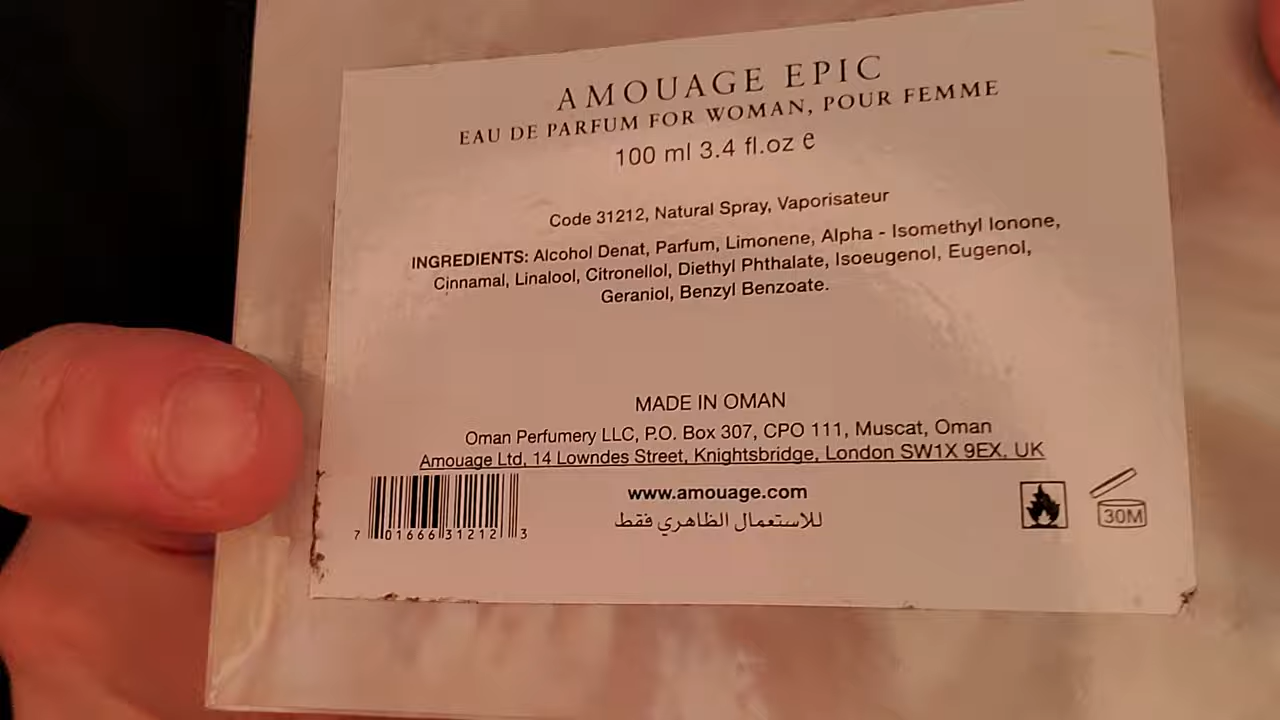 AMOUAGE EPIC
EAU DE PARFUM FOR WOMAN, POUR FEMME
100 ml 3.4 fl.oz e
Code 31212, Natural Spray, Vaporisateur
INGREDIENTS: Alcohol Denat, Parfum, Limonene, Alpha - Isomethyl Ionone,
Cinnamal, Linalool, Citronellol, Diethyl Phthalate, Isoeugenol, Eugenol,
Geraniol, Benzyl Benzoate.
MADE IN OMAN
Oman Perfumery LLC, P.O. Box 307, CPO 111, Muscat, Oman
Amouage Ltd, 14 Lowndes Street, Knightsbridge, London SW1X 9EX, UK
www.amouage.com
للاستعمال الظاهري فقط
7 01666 31212 3
30M